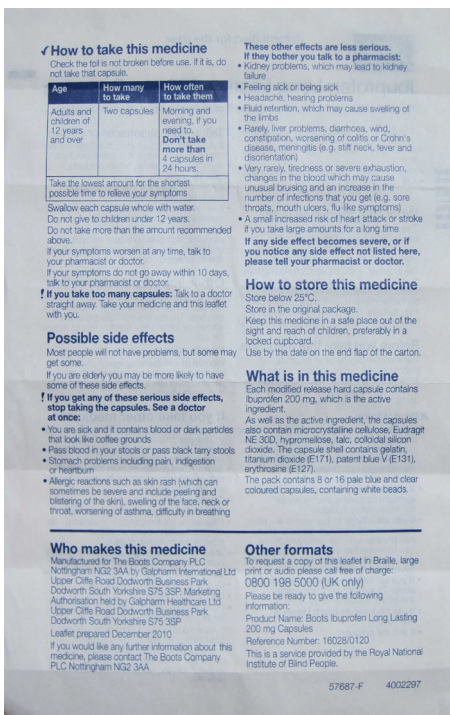 ✓ How to take this medicine
Check the foil is not broken before use. If it is, do
not take that capsule.
Age
How many
to take
How often
to take them
Adults and
children of
12 years
and over
Two capsules
Morning and
evening, if you
need to.
Don't take
more than
4 capsules in
24 hours.
Take the lowest amount for the shortest
possible time to relieve your symptoms
Swallow each capsule whole with water.
Do not give to children under 12 years.
Do not take more than the amount recommended
above.
If your symptoms worsen at any time, talk to
your pharmacist or doctor.
If your symptoms do not go away within 10 days,
talk to your pharmacist or doctor.
! If you take too many capsules: Talk to a doctor
straight away. Take your medicine and this leaflet
with you.
Possible side effects
Most people will not have problems, but some may
get some.
If you are elderly you may be more likely to have
some of these side effects.
! If you get any of these serious side effects,
stop taking the capsules. See a doctor
at once:
• You are sick and it contains blood or dark particles
that look like coffee grounds
• Pass blood in your stools or pass black tarry stools
• Stomach problems including pain, indigestion
or heartburn
• Allergic reactions such as skin rash (which can
sometimes be severe and include peeling and
blistering of the skin), swelling of the face, neck or
throat, worsening of asthma, difficulty in breathing
These other effects are less serious.
If they bother you talk to a pharmacist:
• Kidney problems, which may lead to kidney
failure
• Feeling sick or being sick
• Headache, hearing problems
• Fluid retention, which may cause swelling of
the limbs
• Rarely, liver problems, diarrhoea, wind,
constipation, worsening of colitis or Crohn's
disease, meningitis (e.g. stiff neck, fever and
disorientation)
• Very rarely, tiredness or severe exhaustion,
changes in the blood which may cause
unusual bruising and an increase in the
number of infections that you get (e.g. sore
throats, mouth ulcers, flu-like symptoms)
• A small increased risk of heart attack or stroke
if you take large amounts for a long time
If any side effect becomes severe, or if
you notice any side effect not listed here,
please tell your pharmacist or doctor.
How to store this medicine
Store below 25°C.
Store in the original package.
Keep this medicine in a safe place out of the
sight and reach of children, preferably in a
locked cupboard.
Use by the date on the end flap of the carton.
What is in this medicine
Each modified release hard capsule contains
Ibuprofen 200 mg, which is the active
ingredient.
As well as the active ingredient, the capsules
also contain microcrystalline cellulose, Eudragit
NE 30D, hypromellose, talc, colloidal silicon
dioxide. The capsule shell contains gelatin,
titanium dioxide (E171), patent blue V (E131),
erythrosine (E127).
The pack contains 8 or 16 pale blue and clear
coloured capsules, containing white beads.
Who makes this medicine
Manufactured for The Boots Company PLC
Nottingham NG2 3AA by Galpharm International Ltd
Upper Cliffe Road Dodworth Business Park
Dodworth South Yorkshire S75 3SP. Marketing
Authorisation held by Galpharm Healthcare Ltd
Upper Cliffe Road Dodworth Business Park
Dodworth South Yorkshire S75 3SP
Leaflet prepared December 2010
If you would like any further information about this
medicine, please contact The Boots Company
PLC Nottingham NG2 3AA
Other formats
To request a copy of this leaflet in Braille, large
print or audio please call free of charge:
0800 198 5000 (UK only)
Please be ready to give the following
information:
Product Name: Boots Ibuprofen Long Lasting
200 mg Capsules
Reference Number: 16028/0120
This is a service provided by the Royal National
Institute of Blind People.
57687-F 4002297